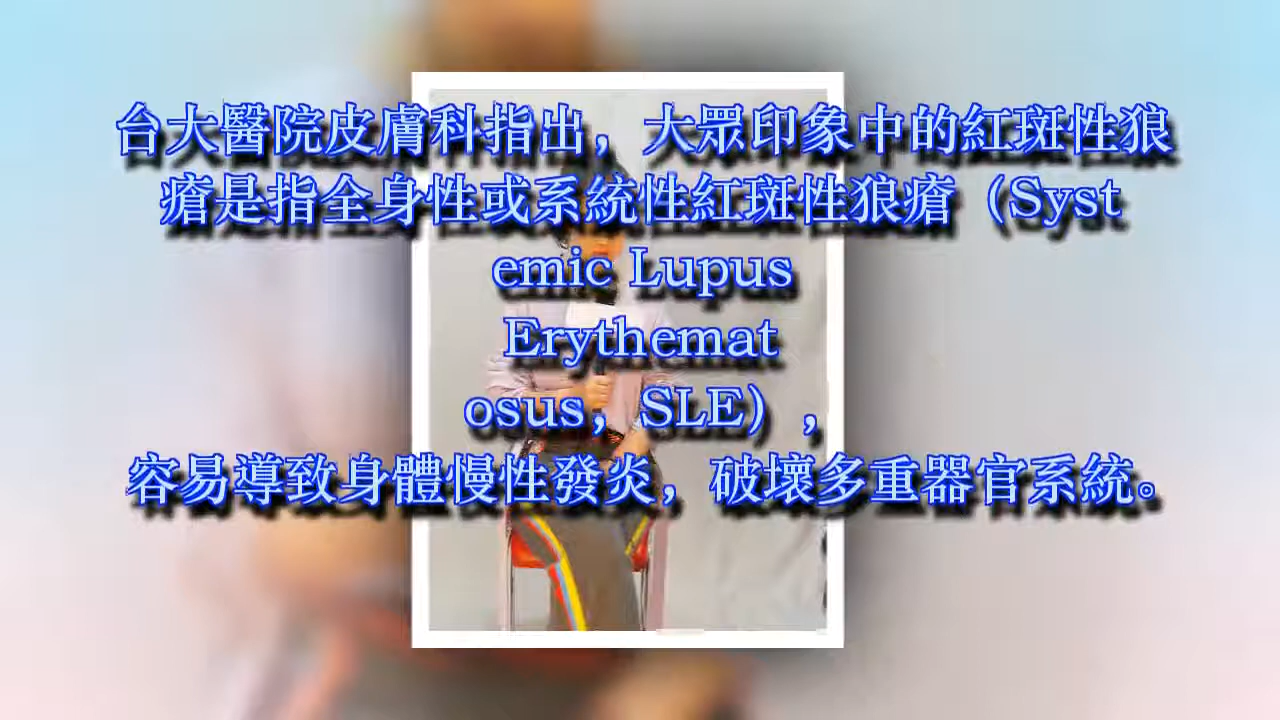 台大醫院皮膚科指出，大眾印象中的紅斑性狼
瘡是指全身性或系統性紅斑性狼瘡（Syst
emic Lupus
Erythemat
osus，SLE），
容易導致身體慢性發炎，破壞多重器官系統。